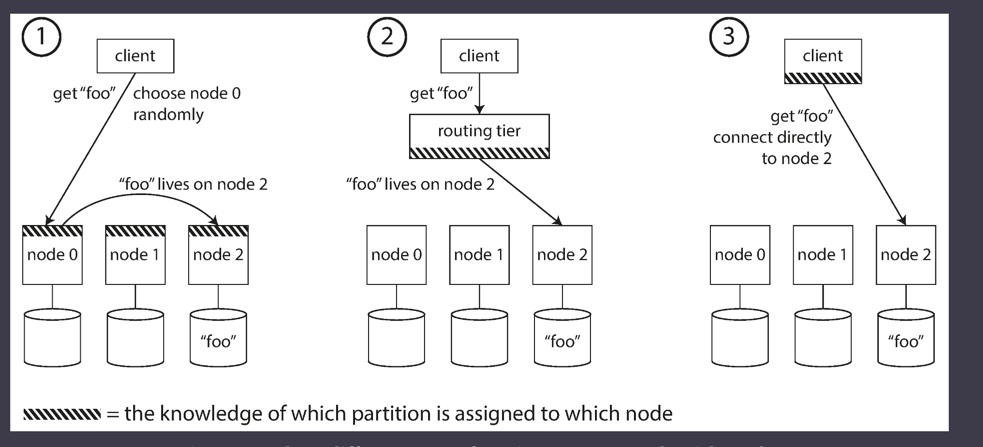 1
client
get “foo”
choose node 0
randomly
“foo” lives on node 2
node 0
node 1
node 2
“foo”
2
client
get “foo”
routing tier
“foo” lives on node 2
node 0
node 1
node 2
“foo”
3
client
get “foo”
connect directly
to node 2
node 0
node 1
node 2
“foo”
= the knowledge of which partition is assigned to which node